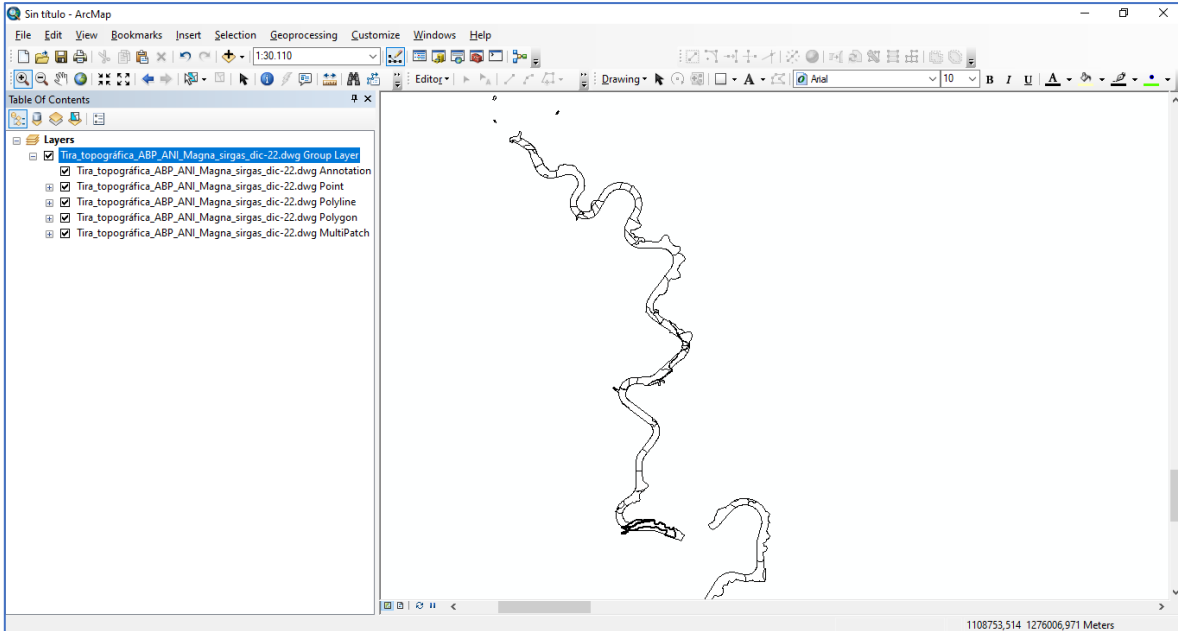 Sin título - ArcMap
File Edit View Bookmarks Insert Selection Geoprocessing Customize Windows Help
1:30.110
Editor Drawing A Arial 10 B I U A
Table Of Contents
Layers
Tira_topográfica_ABP_ANI_Magna_sirgas_dic-22.dwg Group Layer
Tira_topográfica_ABP_ANI_Magna_sirgas_dic-22.dwg Annotation
Tira_topográfica_ABP_ANI_Magna_sirgas_dic-22.dwg Point
Tira_topográfica_ABP_ANI_Magna_sirgas_dic-22.dwg Polyline
Tira_topográfica_ABP_ANI_Magna_sirgas_dic-22.dwg Polygon
Tira_topográfica_ABP_ANI_Magna_sirgas_dic-22.dwg MultiPatch
1108753,514 1276006,971 Meters